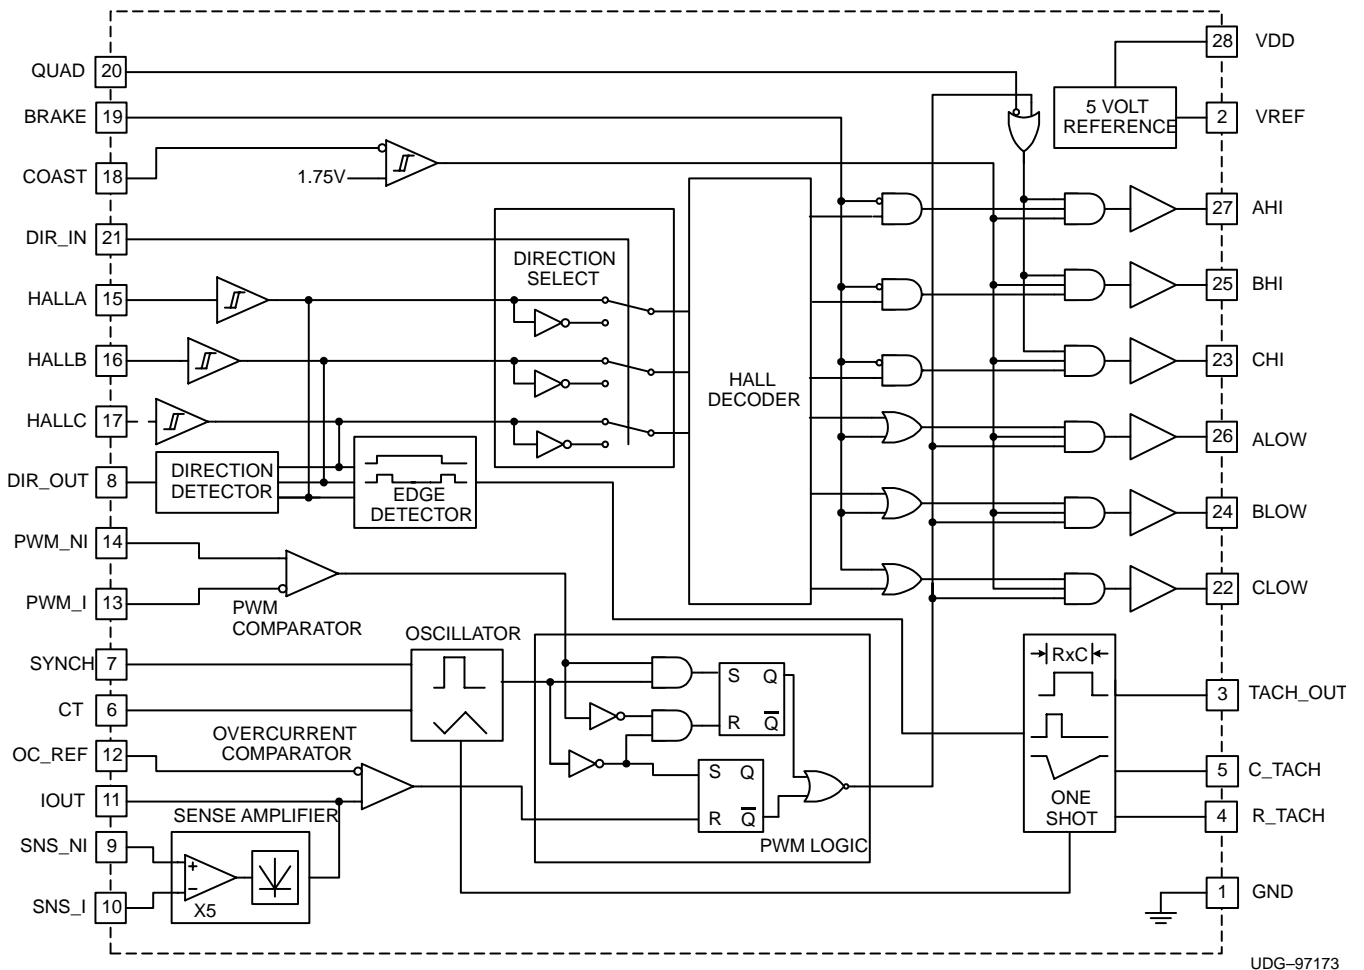 QUAD 20
BRAKE 19
COAST 18
1.75V
DIR_IN 21
HALLA 15
HALLB 16
HALLC 17
DIR_OUT 8
PWM_NI 14
PWM_I 13
SYNCH 7
CT 6
OC_REF 12
IOUT 11
SNS_NI 9
SNS_I 10
DIRECTION
SELECT
DIRECTION
DETECTOR
EDGE
DETECTOR
PWM
COMPARATOR
OSCILLATOR
OVERCURRENT
COMPARATOR
SENSE AMPLIFIER
+
–
X5
HALL
DECODER
S Q
R Q
S Q
R Q
PWM LOGIC
5 VOLT
REFERENCE
RxC
ONE
SHOT
28 VDD
2 VREF
27 AHI
25 BHI
23 CHI
26 ALOW
24 BLOW
22 CLOW
3 TACH_OUT
5 C_TACH
4 R_TACH
1 GND
UDG–97173